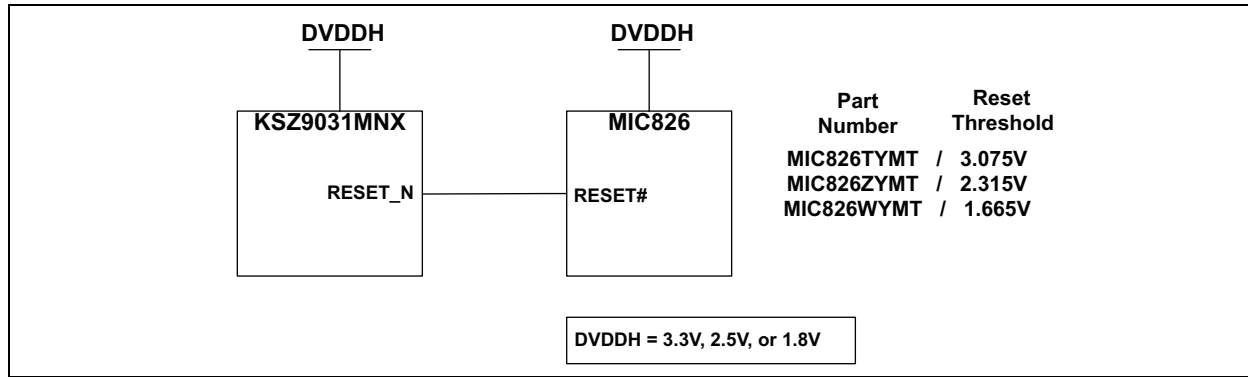 DVDDH
DVDDH
KSZ9031MNX
MIC826
RESET_N
RESET#
Part
Number
Reset
Threshold
MIC826TYMT / 3.075V
MIC826ZYMT / 2.315V
MIC826WYMT / 1.665V
DVDDH = 3.3V, 2.5V, or 1.8V